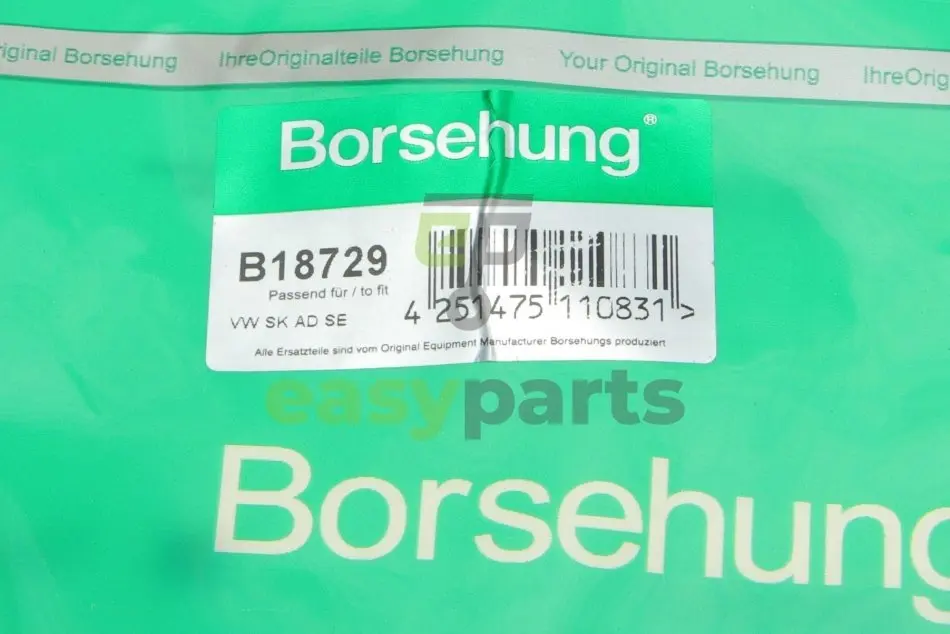 riginal Borsehung IhreOriginalteile Borsehung Your Original Borsehung IhreOrig
Borsehung®
B18729
Passend für / to fit
VW SK AD SE
4 251475 110831 >
Alle Ersatzteile sind vom Original Equipment Manufacturer Borsehungs produziert
easyparts
Borsehung